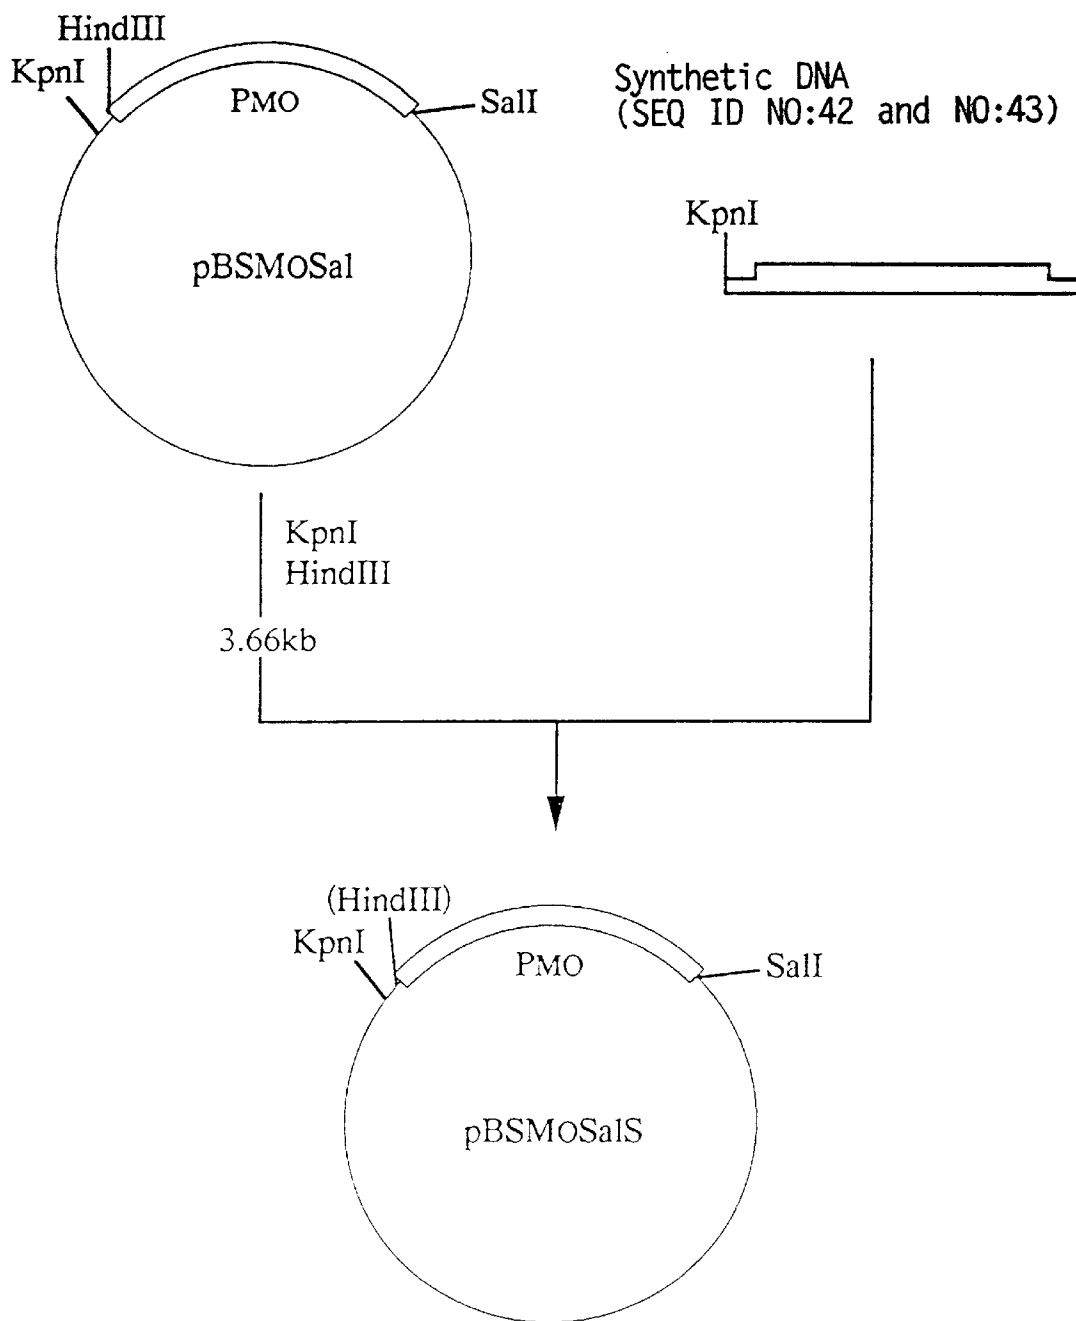 HindIII
KpnI
PMO
SalI
pBSMOSal
Synthetic DNA
(SEQ ID NO:42 and NO:43)
KpnI
KpnI
HindIII
3.66kb
(HindIII)
KpnI
PMO
SalI
pBSMOSalS